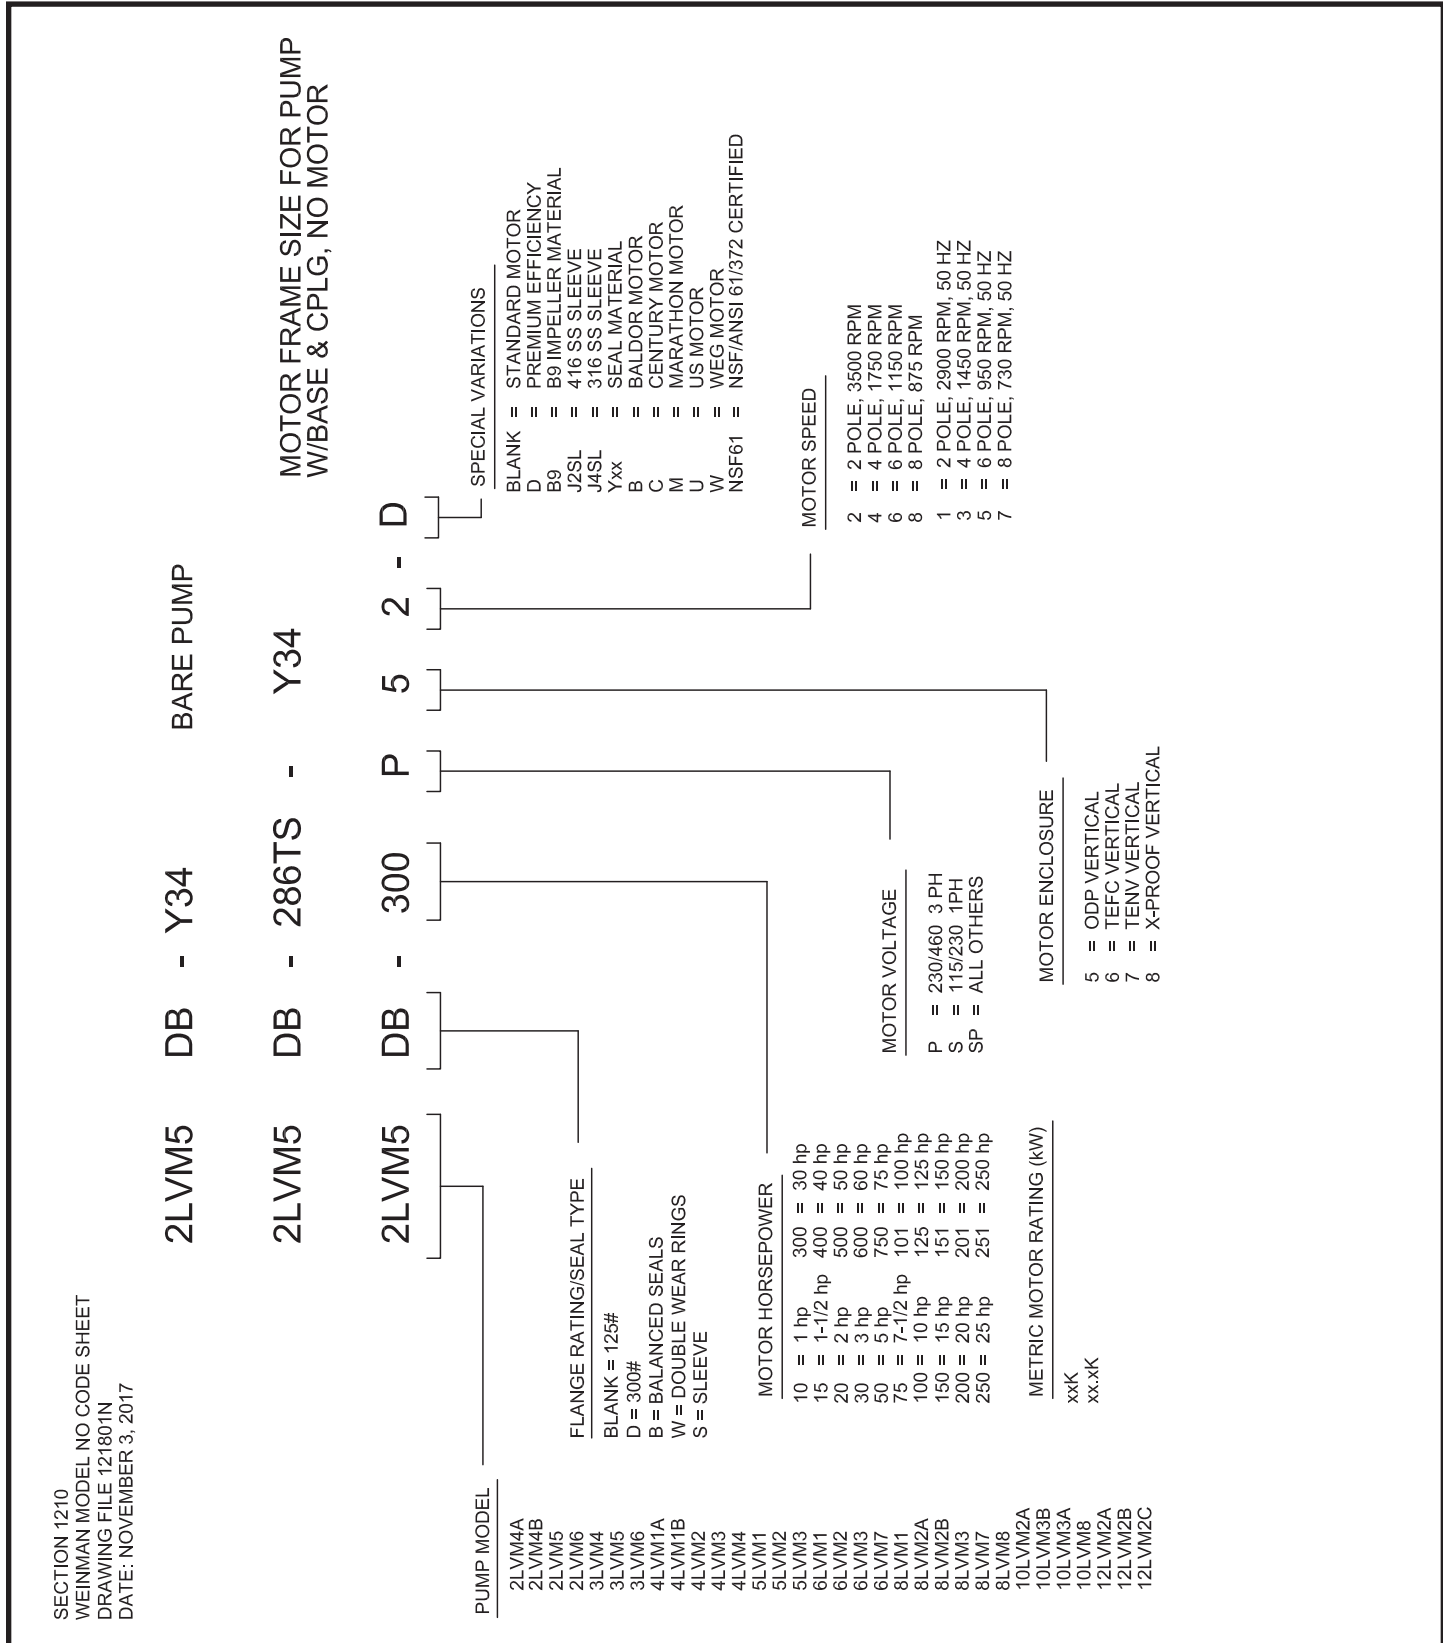 SECTION 1210
WEINMAN MODEL NO CODE SHEET
DRAWING FILE 121801N
DATE: NOVEMBER 3, 2017
2LVM5 DB - Y34 BARE PUMP
2LVM5 DB - 286TS - Y34 MOTOR FRAME SIZE FOR PUMP
W/BASE & CPLG, NO MOTOR
2LVM5 DB - 300 P 5 2 - D
PUMP MODEL
2LVM4A
2LVM4B
2LVM5
2LVM6
3LVM4
3LVM5
3LVM6
4LVM1A
4LVM1B
4LVM2
4LVM3
4LVM4
5LVM1
5LVM2
5LVM3
6LVM1
6LVM2
6LVM3
6LVM7
8LVM1
8LVM2A
8LVM2B
8LVM3
8LVM7
8LVM8
10LVM2A
10LVM3B
10LVM3A
10LVM8
12LVM2A
12LVM2B
12LVM2C
FLANGE RATING/SEAL TYPE
BLANK = 125#
D = 300#
B = BALANCED SEALS
W = DOUBLE WEAR RINGS
S = SLEEVE
MOTOR HORSEPOWER
10 = 1 hp 300 = 30 hp
15 = 1-1/2 hp 400 = 40 hp
20 = 2 hp 500 = 50 hp
30 = 3 hp 600 = 60 hp
50 = 5 hp 750 = 75 hp
75 = 7-1/2 hp 101 = 100 hp
100 = 10 hp 125 = 125 hp
150 = 15 hp 151 = 150 hp
200 = 20 hp 201 = 200 hp
250 = 25 hp 251 = 250 hp
METRIC MOTOR RATING (kW)
xxK
xx.xK
MOTOR VOLTAGE
P = 230/460 3 PH
S = 115/230 1PH
SP = ALL OTHERS
MOTOR ENCLOSURE
5 = ODP VERTICAL
6 = TEFC VERTICAL
7 = TENV VERTICAL
8 = X-PROOF VERTICAL
SPECIAL VARIATIONS
BLANK = STANDARD MOTOR
D = PREMIUM EFFICIENCY
B9 = B9 IMPELLER MATERIAL
J2SL = 416 SS SLEEVE
J4SL = 316 SS SLEEVE
Yxx = SEAL MATERIAL
B = BALDOR MOTOR
C = CENTURY MOTOR
M = MARATHON MOTOR
U = US MOTOR
W = WEG MOTOR
NSF61 = NSF/ANSI 61/372 CERTIFIED
MOTOR SPEED
2 = 2 POLE, 3500 RPM
4 = 4 POLE, 1750 RPM
6 = 6 POLE, 1150 RPM
8 = 8 POLE, 875 RPM
1 = 2 POLE, 2900 RPM, 50 HZ
3 = 4 POLE, 1450 RPM, 50 HZ
5 = 6 POLE, 950 RPM, 50 HZ
7 = 8 POLE, 730 RPM, 50 HZ